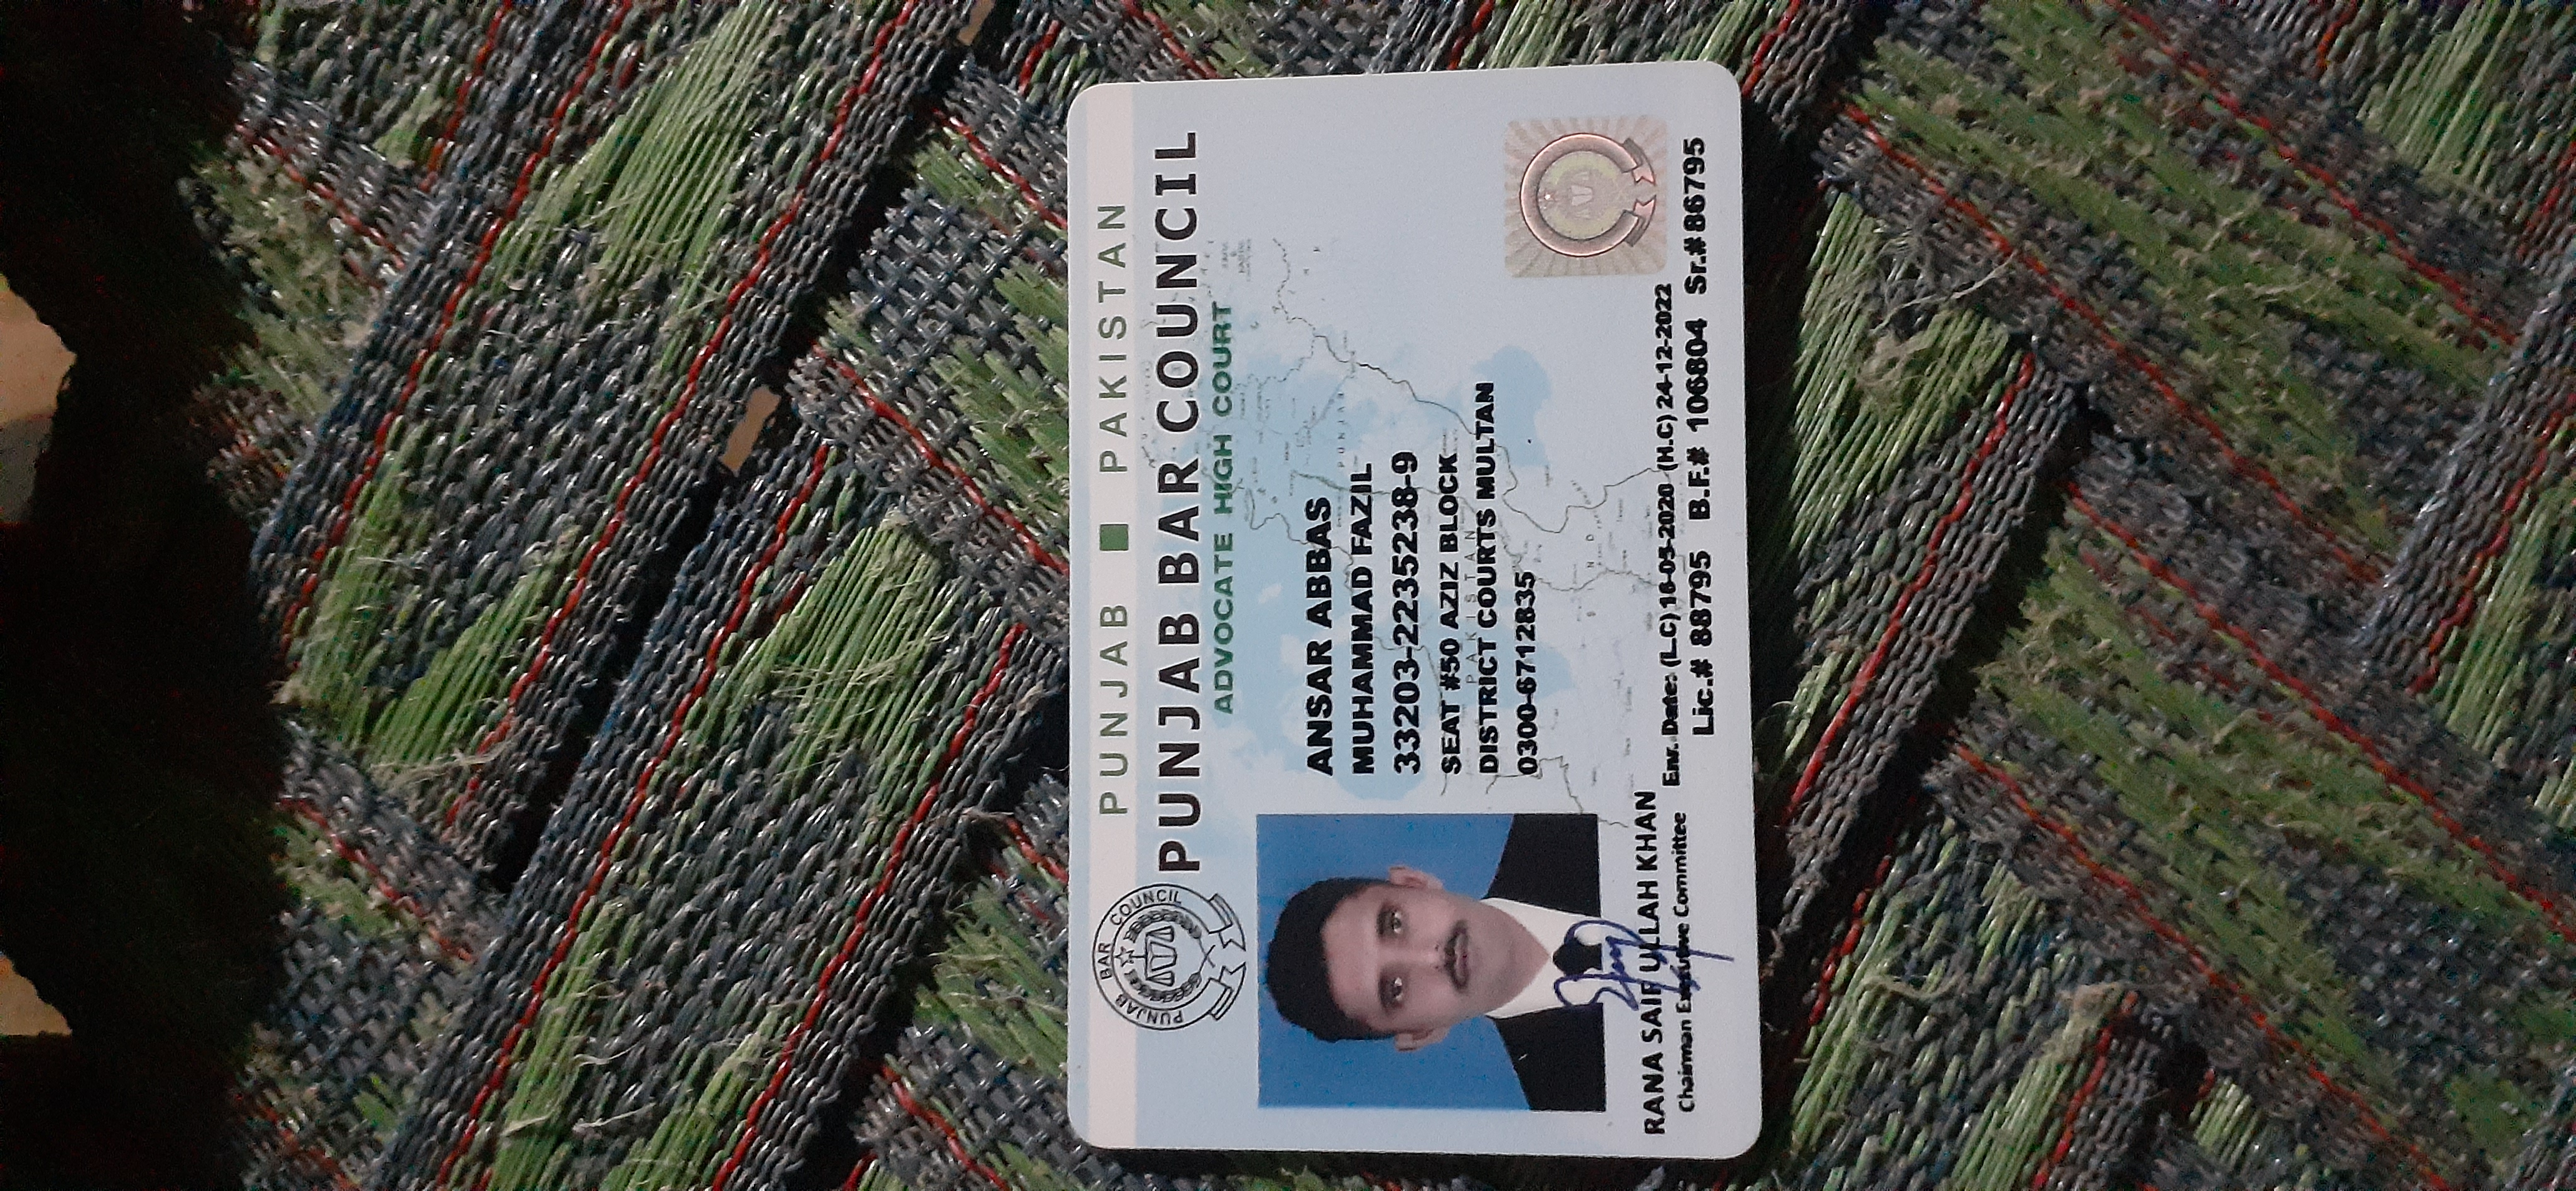 PUNJAB PAKISTAN
PUNJAB BAR COUNCIL
PUNJAB BAR COUNCIL
ADVOCATE HIGH COURT
ANSAR ABBAS
PUNJAB
MUHAMMAD FAZIL
33203-2235238-9
SEAT #50 AZIZ BLOCK
PAKISTAN
DISTRICT COURTS MULTAN
0300-6712835
RANA SAIF ULLAH KHAN
Chairman Executive Committee
Enr. Date: (L.C) 16-05-2020 (H.C) 24-12-2022
Lic.# 88795 B.F.# 106804 Sr.#86795